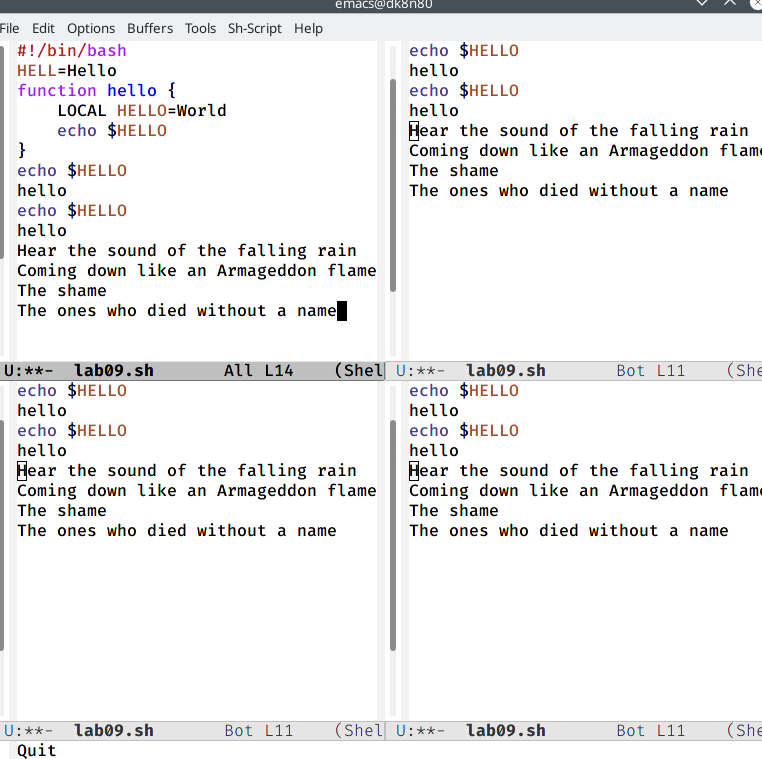 emacs@dk8n80
File Edit Options Buffers Tools Sh-Script Help
#!/bin/bash
HELL=Hello
function hello {
    LOCAL HELLO=World
    echo $HELLO
}
echo $HELLO
hello
echo $HELLO
hello
Hear the sound of the falling rain
Coming down like an Armageddon flame
The shame
The ones who died without a name
U:**-  lab09.sh       All L14    (Shel
echo $HELLO
hello
echo $HELLO
hello
Hear the sound of the falling rain
Coming down like an Armageddon flame
The shame
The ones who died without a name
U:**-  lab09.sh       Bot L11    (She
echo $HELLO
hello
echo $HELLO
hello
Hear the sound of the falling rain
Coming down like an Armageddon flame
The shame
The ones who died without a name
U:**-  lab09.sh       Bot L11    (Shel
echo $HELLO
hello
echo $HELLO
hello
Hear the sound of the falling rain
Coming down like an Armageddon flame
The shame
The ones who died without a name
U:**-  lab09.sh       Bot L11    (She
Quit